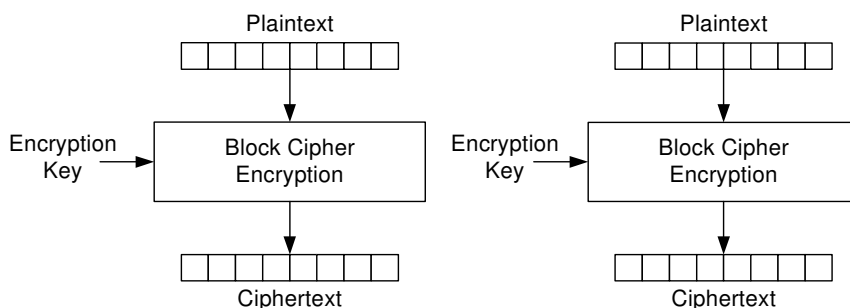 Plaintext
Encryption
Key
Block Cipher
Encryption
Ciphertext
Plaintext
Encryption
Key
Block Cipher
Encryption
Ciphertext